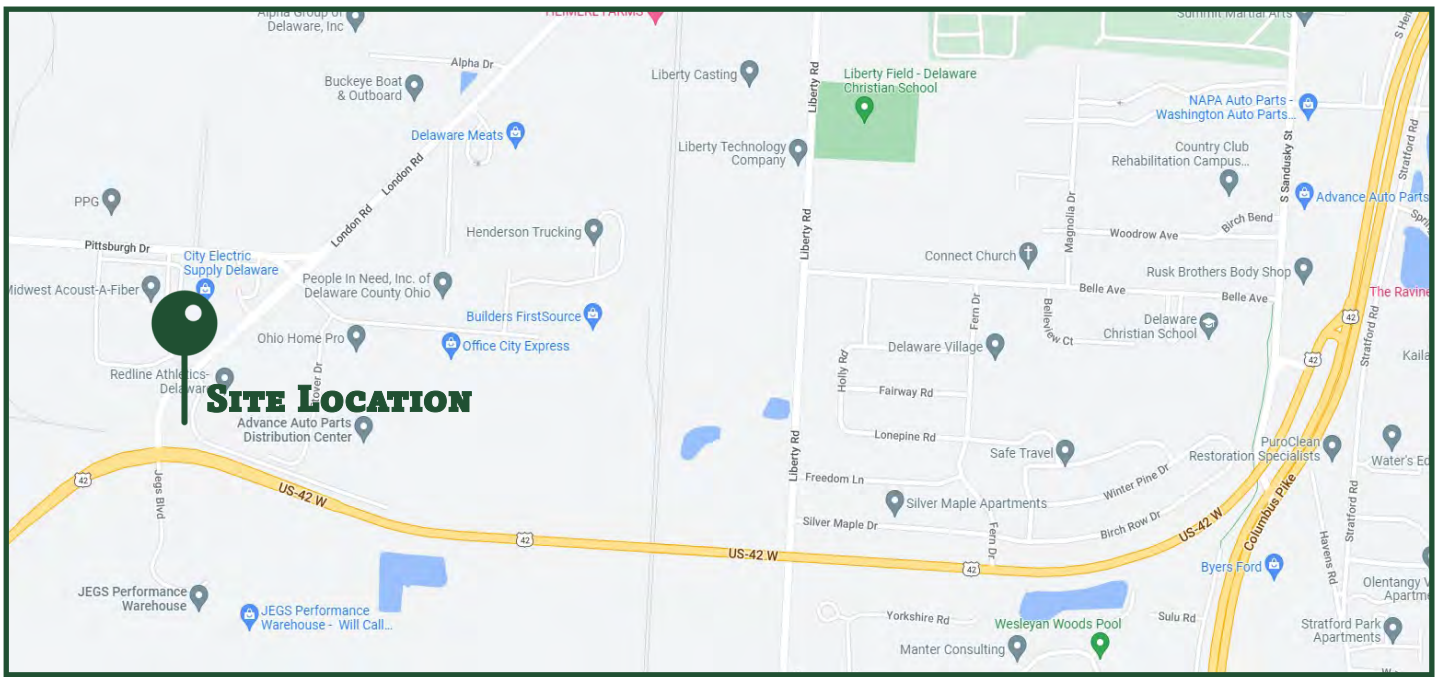 Alpha Group of
Delaware, Inc
HEIMERL FARMS
Summit Martial Arts
Alpha Dr
Buckeye Boat
& Outboard
Liberty Casting
Liberty Rd
Liberty Field - Delaware
Christian School
NAPA Auto Parts -
Washington Auto Parts...
Stratford Rd
Delaware Meats
London Rd
Liberty Technology
Company
Country Club
Rehabilitation Campus...
S Sandusky St
PPG
London Rd
Advance Auto Parts
Magnolia Dr
Birch Bend
Woodrow Ave
Pittsburgh Dr
Henderson Trucking
Liberty Rd
City Electric
Supply Delaware
Connect Church
Rusk Brothers Body Shop
Midwest Acoust-A-Fiber
People In Need, Inc. of
Delaware County Ohio
Belle Ave
Belle Ave
The Ravine
Builders FirstSource
Fern Dr
Belleview Ct
Delaware
Christian School
42
Stratford Rd
Ohio Home Pro
Office City Express
Delaware Village
42
Redline Athletics-
Delaware
Holly Rd
Fairway Rd
SITE LOCATION
Advance Auto Parts
Distribution Center
Lonepine Rd
Liberty Rd
Safe Travel
PuroClean
Restoration Specialists
42
Jegs Blvd
US-42 W
Freedom Ln
Winter Pine Dr
Silver Maple Apartments
Silver Maple Dr
Birch Row Dr
US-42 W
Columbus Pike
Stratford Rd
42
US-42 W
Fern Dr
42
Havens Rd
Byers Ford
JEGS Performance
Warehouse
JEGS Performance
Warehouse - Will Call...
Yorkshire Rd
Wesleyan Woods Pool
Sulu Rd
Manter Consulting
Stratford Park
Apartments